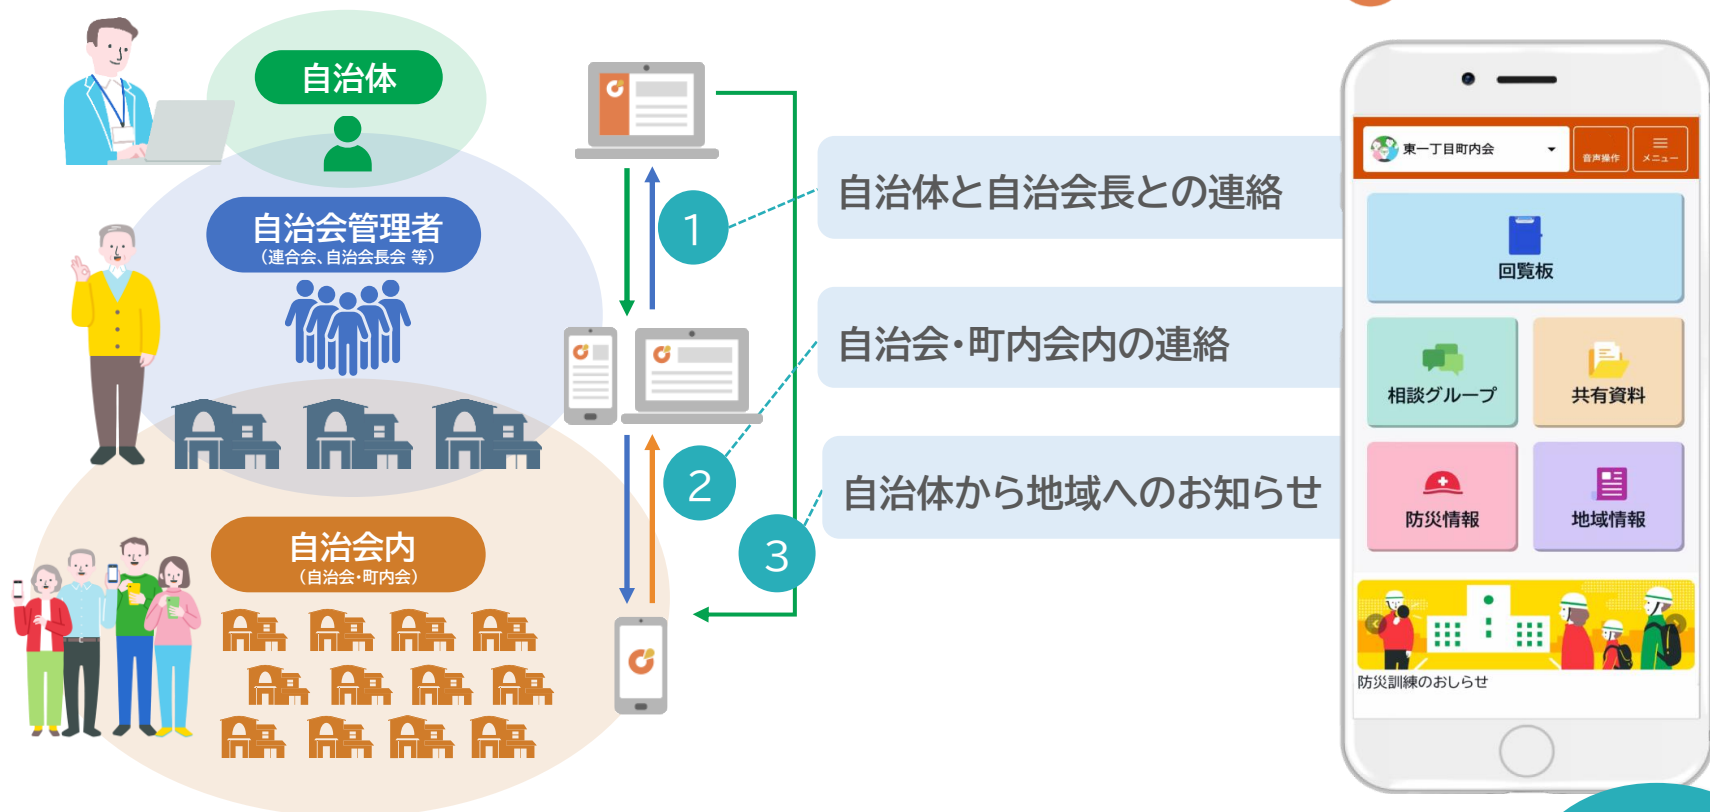 自治体
自治会管理者
（連合会、自治会長会 等）
自治会内
（自治会・町内会）
1
自治体と自治会長との連絡
2
自治会・町内会内の連絡
3
自治体から地域へのお知らせ
東一丁目町内会
音声操作
メニュー
回覧板
相談グループ
共有資料
防災情報
地域情報
防災訓練のおしらせ